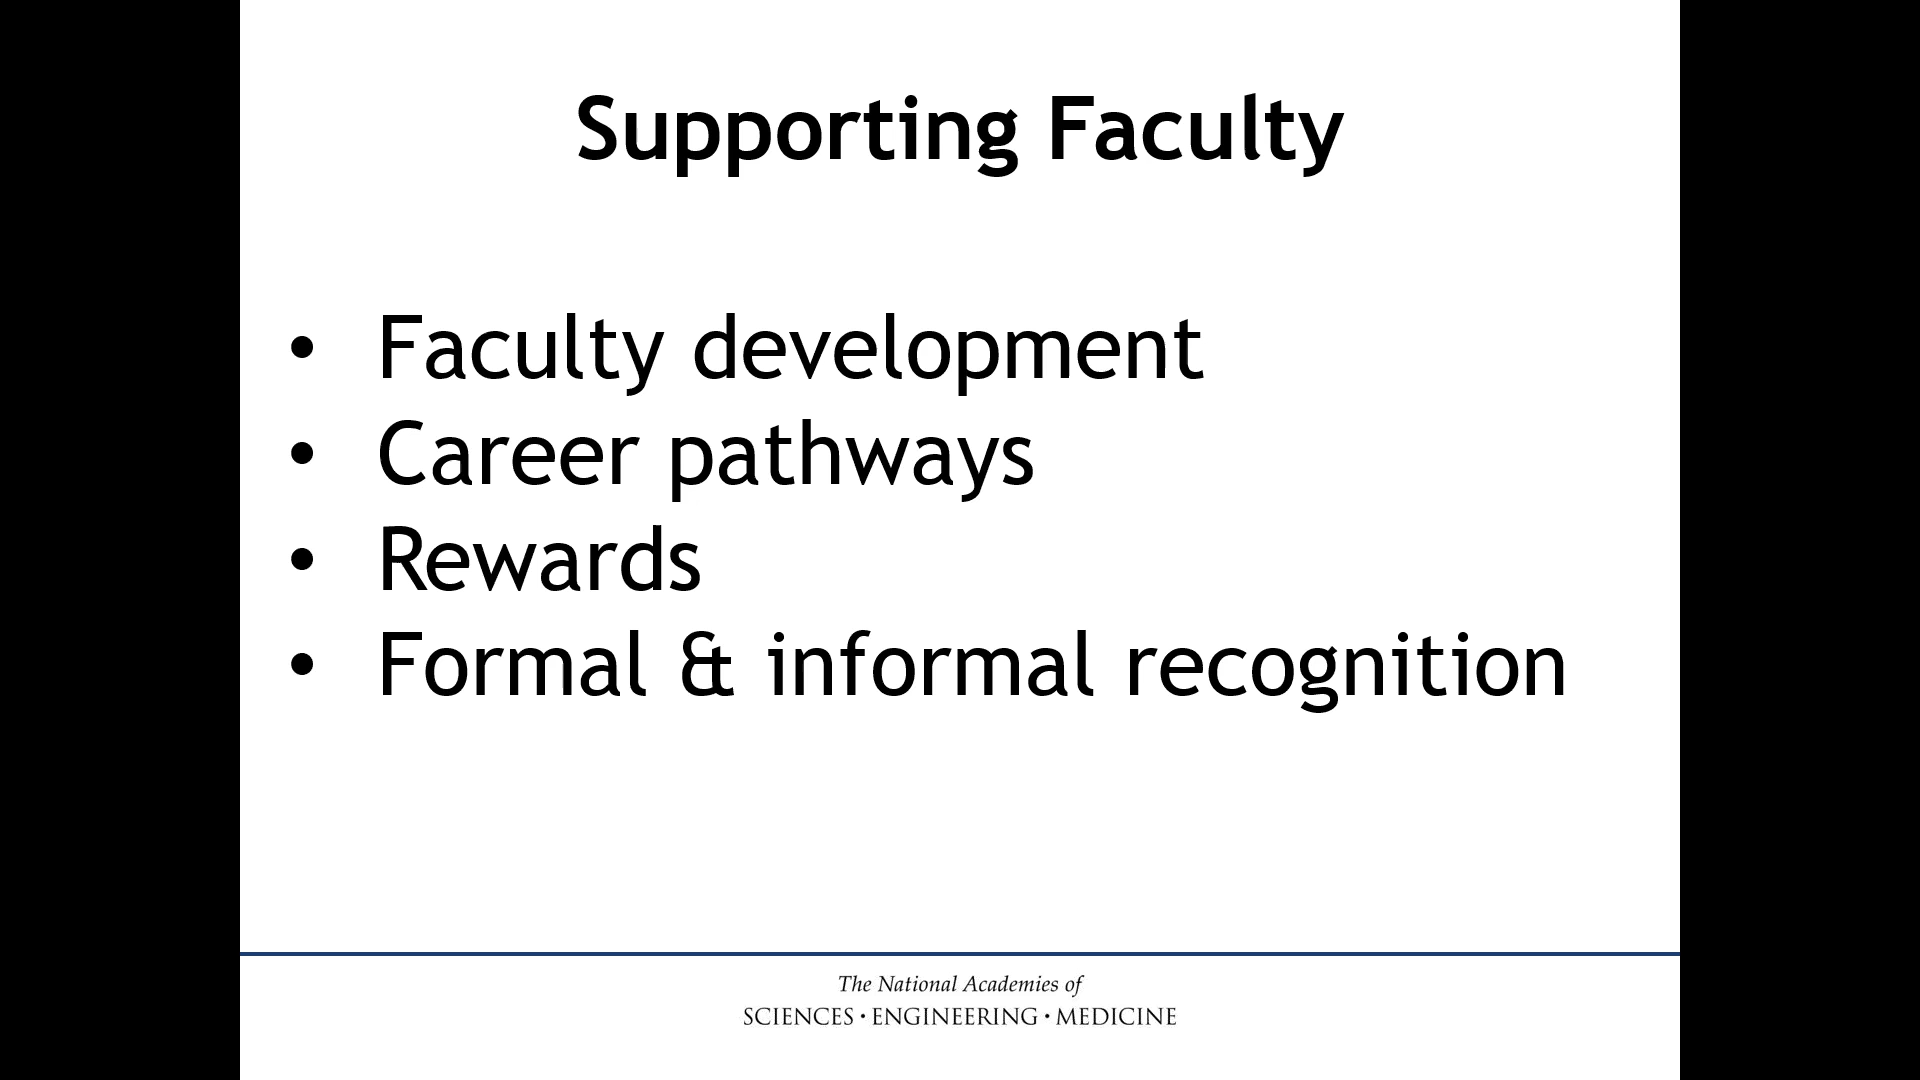 Supporting Faculty
• Faculty development
• Career pathways
• Rewards
• Formal & informal recognition
The National Academies of
SCIENCES · ENGINEERING · MEDICINE